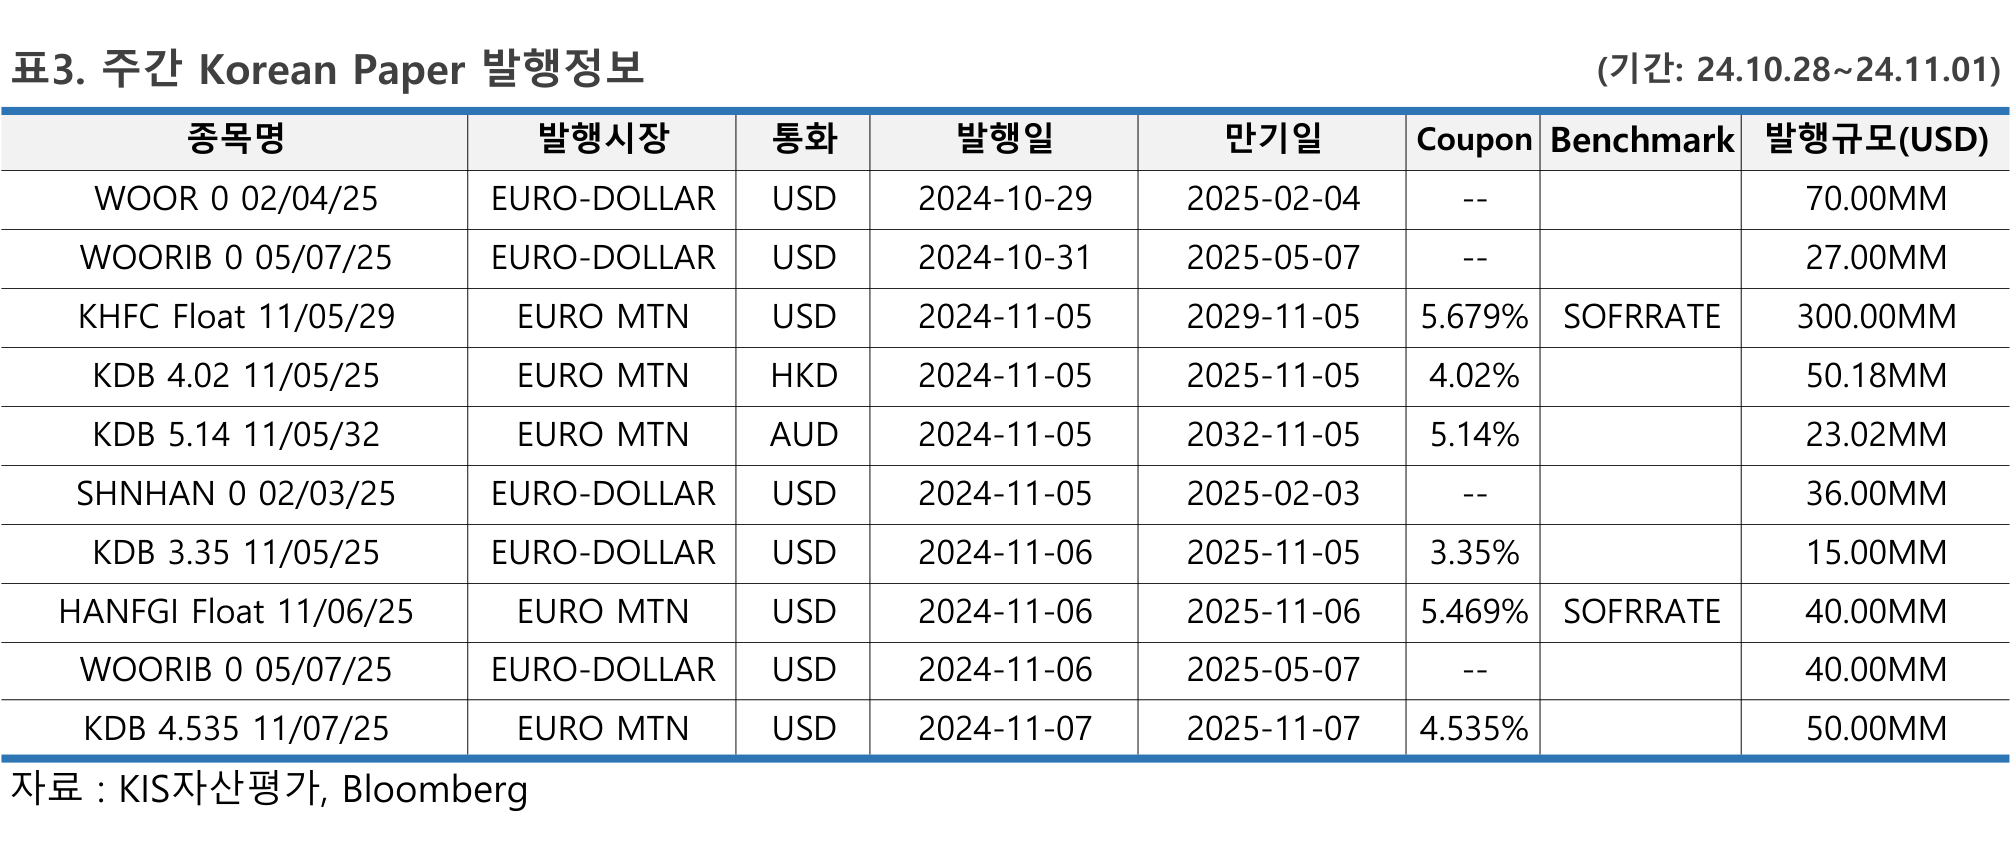 표3. 주간 Korean Paper 발행정보 (기간: 24.10.28~24.11.01)
종목명 발행시장 통화 발행일 만기일 Coupon Benchmark 발행규모(USD)
WOOR 0 02/04/25 EURO-DOLLAR USD 2024-10-29 2025-02-04 -- 70.00MM
WOORIB 0 05/07/25 EURO-DOLLAR USD 2024-10-31 2025-05-07 -- 27.00MM
KHFC Float 11/05/29 EURO MTN USD 2024-11-05 2029-11-05 5.679% SOFRRATE 300.00MM
KDB 4.02 11/05/25 EURO MTN HKD 2024-11-05 2025-11-05 4.02% 50.18MM
KDB 5.14 11/05/32 EURO MTN AUD 2024-11-05 2032-11-05 5.14% 23.02MM
SHNHAN 0 02/03/25 EURO-DOLLAR USD 2024-11-05 2025-02-03 -- 36.00MM
KDB 3.35 11/05/25 EURO-DOLLAR USD 2024-11-06 2025-11-05 3.35% 15.00MM
HANFGI Float 11/06/25 EURO MTN USD 2024-11-06 2025-11-06 5.469% SOFRRATE 40.00MM
WOORIB 0 05/07/25 EURO-DOLLAR USD 2024-11-06 2025-05-07 -- 40.00MM
KDB 4.535 11/07/25 EURO MTN USD 2024-11-07 2025-11-07 4.535% 50.00MM
자료 : KIS자산평가, Bloomberg